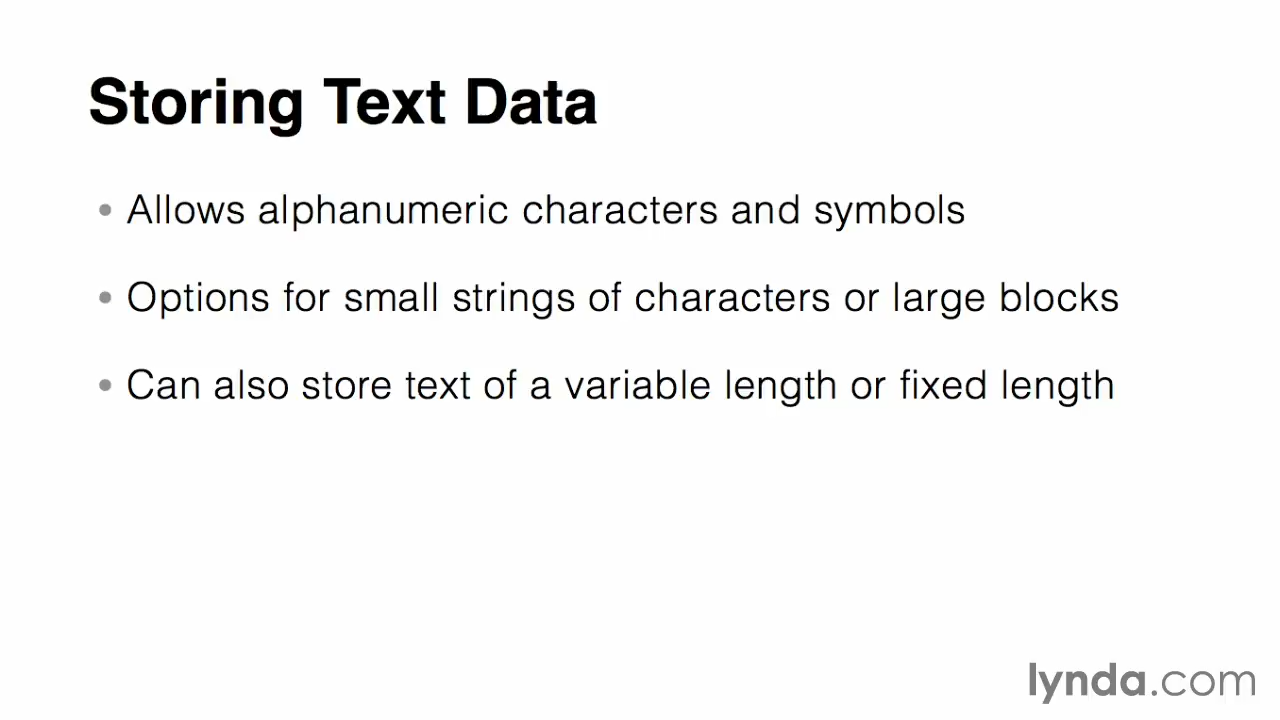 Storing Text Data
• Allows alphanumeric characters and symbols
• Options for small strings of characters or large blocks
• Can also store text of a variable length or fixed length
lynda.com